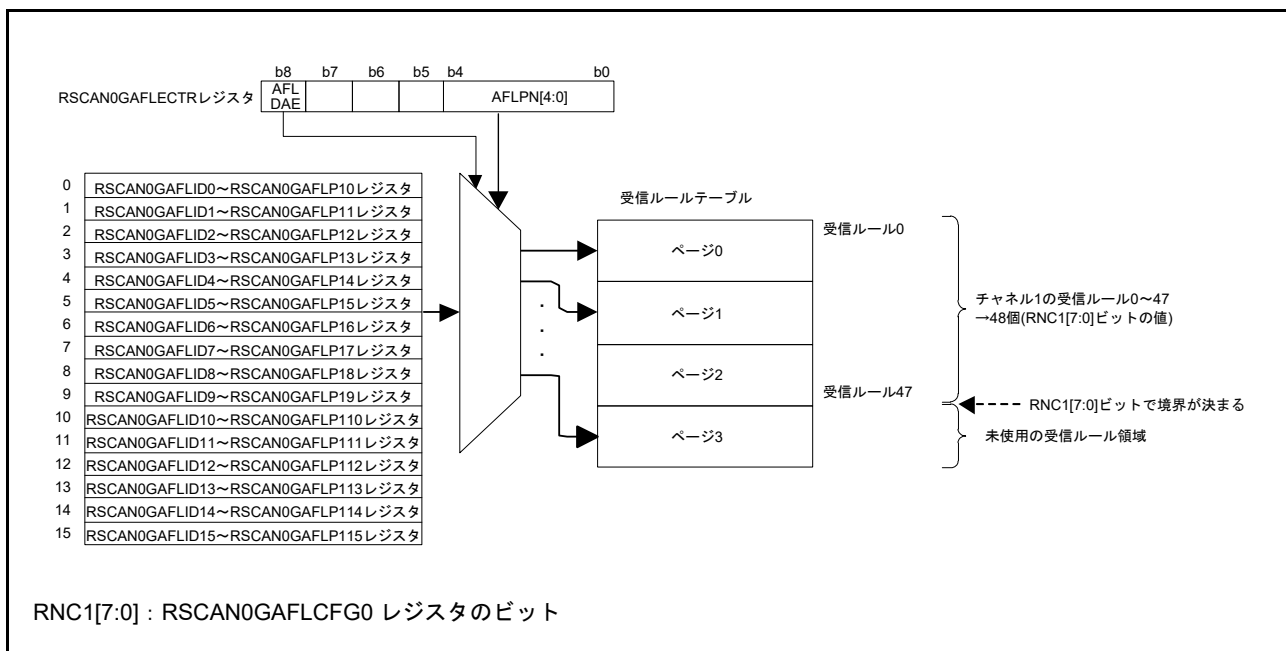 b8 b7 b6 b5 b4 b0
RSCAN0GAFLECTRレジスタ
AFL
DAE
AFLPN[4:0]
0 RSCAN0GAFLID0～RSCAN0GAFLP10レジスタ
1 RSCAN0GAFLID1～RSCAN0GAFLP11レジスタ
2 RSCAN0GAFLID2～RSCAN0GAFLP12レジスタ
3 RSCAN0GAFLID3～RSCAN0GAFLP13レジスタ
4 RSCAN0GAFLID4～RSCAN0GAFLP14レジスタ
5 RSCAN0GAFLID5～RSCAN0GAFLP15レジスタ
6 RSCAN0GAFLID6～RSCAN0GAFLP16レジスタ
7 RSCAN0GAFLID7～RSCAN0GAFLP17レジスタ
8 RSCAN0GAFLID8～RSCAN0GAFLP18レジスタ
9 RSCAN0GAFLID9～RSCAN0GAFLP19レジスタ
10 RSCAN0GAFLID10～RSCAN0GAFLP110レジスタ
11 RSCAN0GAFLID11～RSCAN0GAFLP111レジスタ
12 RSCAN0GAFLID12～RSCAN0GAFLP112レジスタ
13 RSCAN0GAFLID13～RSCAN0GAFLP113レジスタ
14 RSCAN0GAFLID14～RSCAN0GAFLP114レジスタ
15 RSCAN0GAFLID15～RSCAN0GAFLP115レジスタ
受信ルールテーブル
ページ0
ページ1
ページ2
ページ3
受信ルール0
受信ルール47
チャネル1の受信ルール0～47
→48個(RNC1[7:0]ビットの値)
RNC1[7:0]ビットで境界が決まる
未使用の受信ルール領域
RNC1[7:0]：RSCAN0GAFLCFG0 レジスタのビット